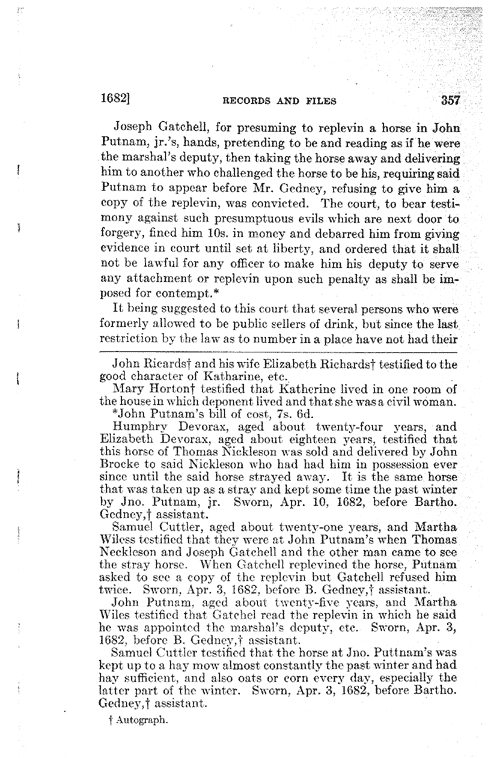 1682] RECORDS AND FILES 357
Joseph Gatchell, for presuming to replevin a horse in John
Putnam, jr.'s, hands, pretending to be and reading as if he were
the marshal's deputy, then taking the horse away and delivering
him to another who challenged the horse to be his, requiring said
Putnam to appear before Mr. Gedney, refusing to give him a
copy of the replevin, was convicted. The court, to bear testi-
mony against such presumptuous evils which are next door to
forgery, fined him 10s. in money and debarred him from giving
evidence in court until set at liberty, and ordered that it shall
not be lawful for any officer to make him his deputy to serve
any attachment or replevin upon such penalty as shall be im-
posed for contempt.*
It being suggested to this court that several persons who were
formerly allowed to be public sellers of drink, but since the last
restriction by the law as to number in a place have not had their
John Ricards† and his wife Elizabeth Richards† testified to the
good character of Katharine, etc.
Mary Horton† testified that Katherine lived in one room of
the house in which deponent lived and that she was a civil woman.
*John Putnam's bill of cost, 7s. 6d.
Humphry Devorax, aged about twenty-four years, and
Elizabeth Devorax, aged about eighteen years, testified that
this horse of Thomas Nickleson was sold and delivered by John
Brocke to said Nickleson who had had him in possession ever
since until the said horse strayed away. It is the same horse
that was taken up as a stray and kept some time the past winter
by Jno. Putnam, jr. Sworn, Apr. 10, 1682, before Bartho.
Gedney,† assistant.
Samuel Cuttler, aged about twenty-one years, and Martha
Wiless testified that they were at John Putnam's when Thomas
Neckleson and Joseph Gatchell and the other man came to see
the stray horse. When Gatchell replevined the horse, Putnam
asked to see a copy of the replevin but Gatchell refused him
twice. Sworn, Apr. 3, 1682, before B. Gedney,† assistant.
John Putnam, aged about twenty-five years, and Martha
Wiles testified that Gatchel read the replevin in which he said
he was appointed the marshal's deputy, etc. Sworn, Apr. 3,
1682, before B. Gedney,† assistant.
Samuel Cuttler testified that the horse at Jno. Puttnam's was
kept up to a hay mow almost constantly the past winter and had
hay sufficient, and also oats or corn every day, especially the
latter part of the winter. Sworn, Apr. 3, 1682, before Bartho.
Gedney,† assistant.
† Autograph.